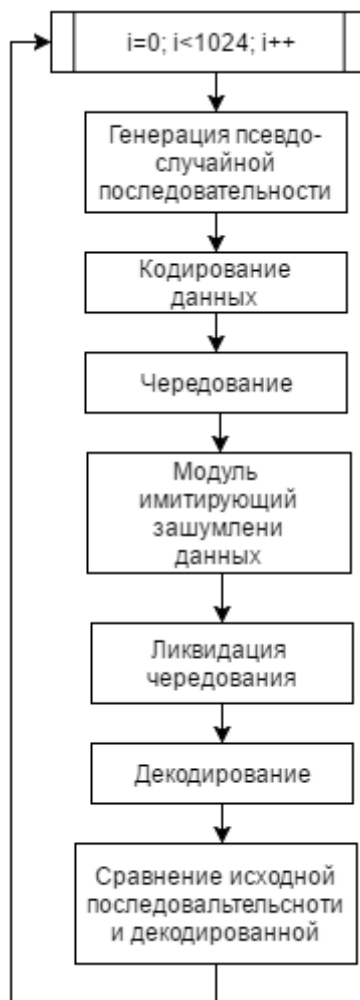 i=0; i<1024; i++
Генерация псевдо-
случайной
последовательности
Кодирование
данных
Чередование
Модуль
имитирующий
зашумлени
данных
Ликвидация
чередования
Декодирование
Сравнение исходной
последовальтельсноти
и декодированной